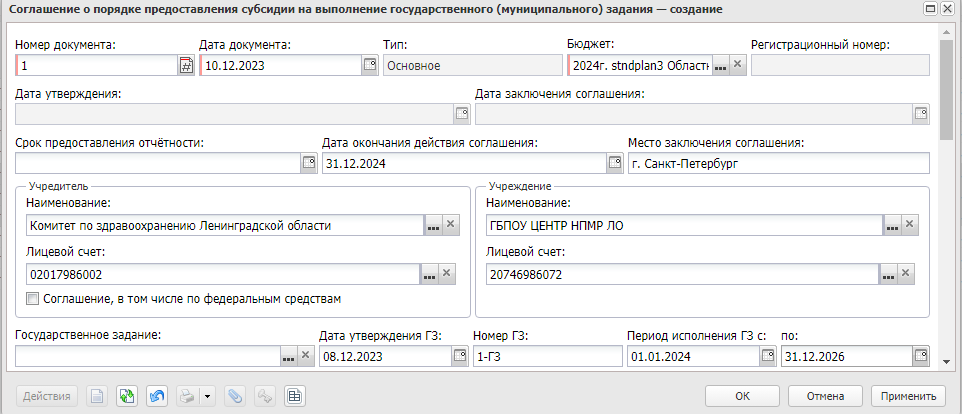 Соглашение о порядке предоставления субсидии на выполнение государственного (муниципального) задания — создание
Номер документа: Дата документа: Тип: Бюджет: Регистрационный номер:
1 10.12.2023 Основное 2024г. stndplan3 Област
Дата утверждения: Дата заключения соглашения:
Срок предоставления отчётности: Дата окончания действия соглашения: Место заключения соглашения:
31.12.2024 г. Санкт-Петербург
Учредитель Учреждение
Наименование: Наименование:
Комитет по здравоохранению Ленинградской области ... ГБПОУ ЦЕНТР НПМР ЛО ...
Лицевой счет: Лицевой счет:
02017986002 ... 20746986072 ...
Соглашение, в том числе по федеральным средствам
Государственное задание: Дата утверждения ГЗ: Номер ГЗ: Период исполнения ГЗ с: по:
... 08.12.2023 1-ГЗ 01.01.2024 31.12.2026
Действия ОК Отмена Применить